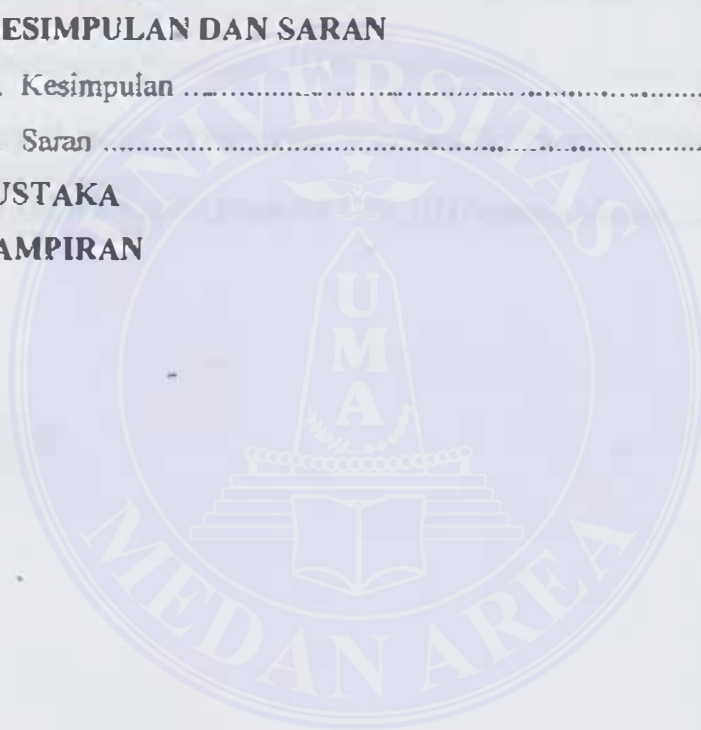 ESIMPULAN DAN SARAN
. Kesimpulan ........................................................
. Saran ........................................................
USTAKA
AMPIRAN
UNIVERSITAS
U
M
A
MEDAN AREA